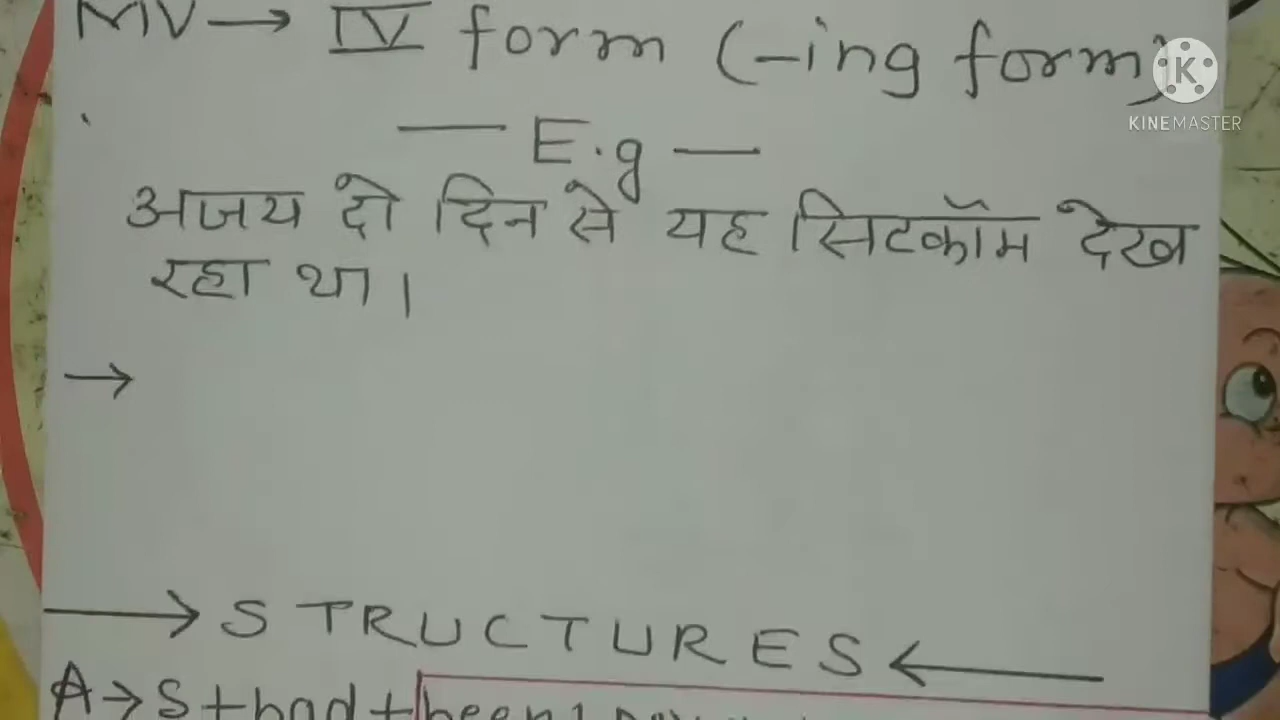 MV → IV form (-ing form)
K
KINEMASTER
— E.g —
अजय दो दिन से यह सिटकॉम देख
रहा था।
→
→ STRUCTURES ←
A → S + had + been